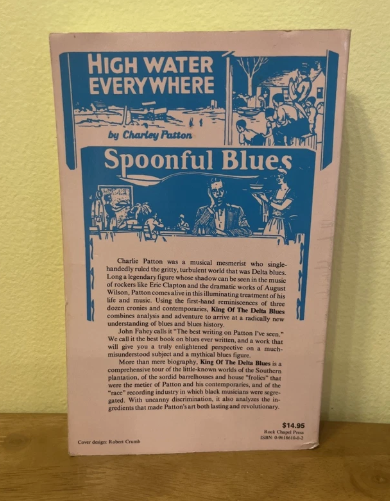 HIGH WATER
EVERYWHERE
by Charley Patton
Spoonful Blues
Charlie Patton was a musical mesmerist who single-
handedly ruled the gritty, turbulent world that was Delta blues.
Long a legendary figure whose shadow can be seen in the music
of rockers like Eric Clapton and the dramatic works of August
Wilson, Patton comes alive in this illuminating treatment of his
life and music. Using the first-hand reminiscences of three
dozen cronies and contemporaries, King Of The Delta Blues
combines analysis and adventure to arrive at a radically new
understanding of blues and blues history.
John Fahey calls it "The best writing on Patton I've seen."
We call it the best book on blues ever written, and a work that
will give you a truly enlightened perspective on a much-
misunderstood subject and a mythical blues figure.
More than mere biography, King Of The Delta Blues is a
comprehensive tour of the little-known worlds of the Southern
plantation, of the sordid barrelhouses and house "frolics" that
were the metier of Patton and his contemporaries, and of the
"race" recording industry in which black musicians were segre-
gated. With uncanny discrimination, it also analyzes the in-
gredients that made Patton's art both lasting and revolutionary.
$14.95
Rock Chapel Press
ISBN 0-9618610-0-2
Cover design: Robert Crumb